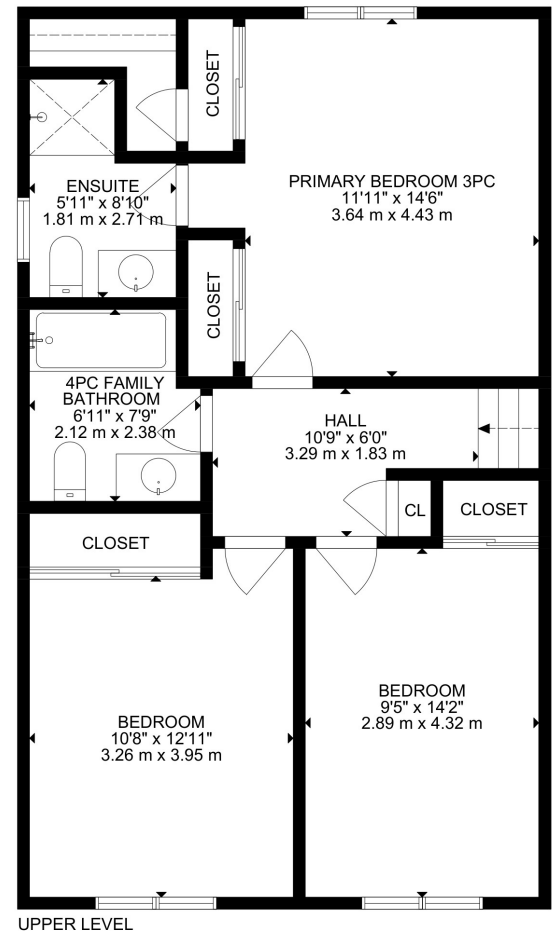 CLOSET
ENSUITE
5'11" x 8'10"
1.81 m x 2.71 m
PRIMARY BEDROOM 3PC
11'11" x 14'6"
3.64 m x 4.43 m
CLOSET
4PC FAMILY
BATHROOM
6'11" x 7'9"
2.12 m x 2.38 m
HALL
10'9" x 6'0"
3.29 m x 1.83 m
CL
CLOSET
CLOSET
BEDROOM
10'8" x 12'11"
3.26 m x 3.95 m
BEDROOM
9'5" x 14'2"
2.89 m x 4.32 m
UPPER LEVEL